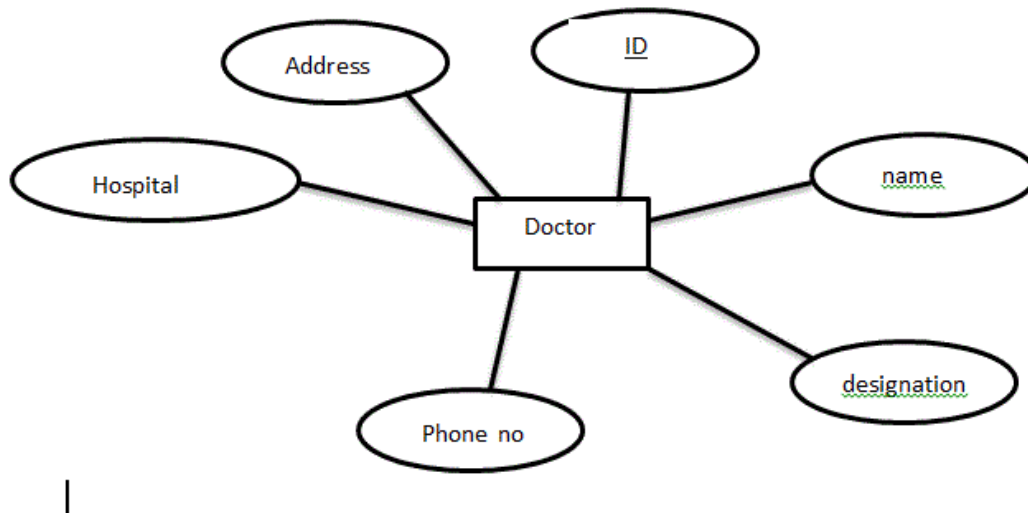 Address
ID
Hospital
name
Doctor
designation
Phone no